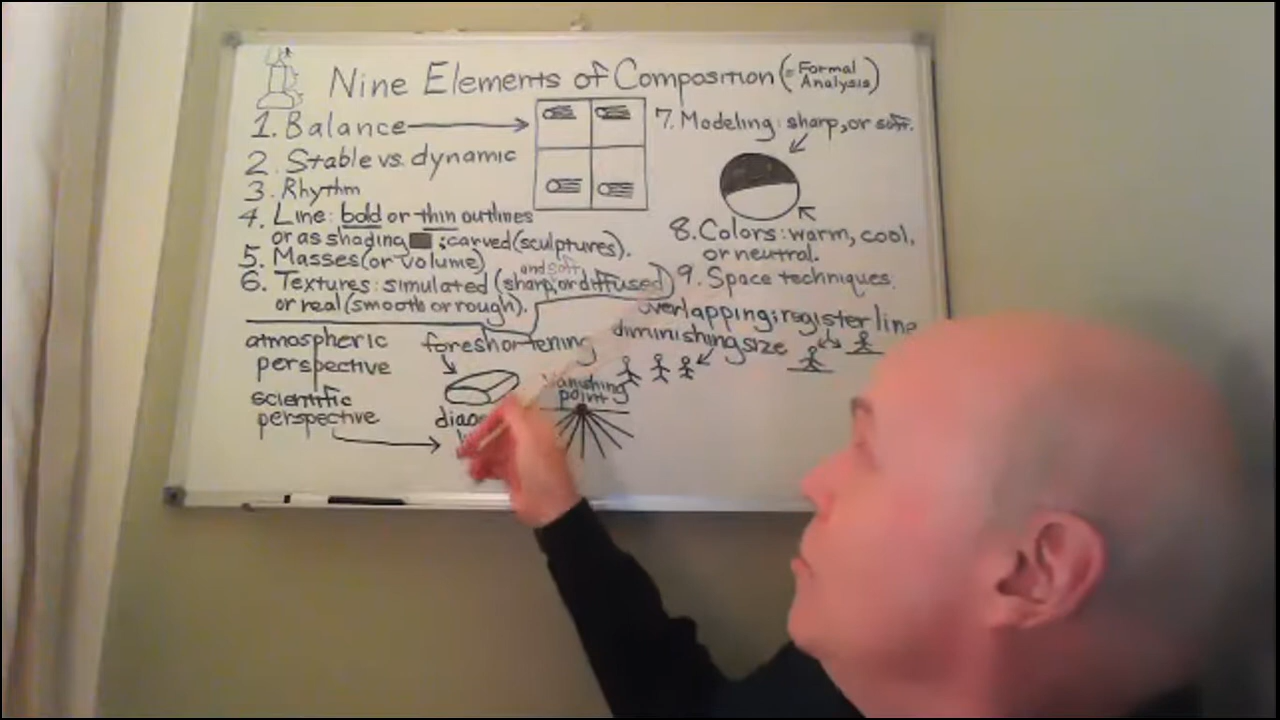 Nine Elements of Composition (= Formal Analysis)
1. Balance
2. Stable vs. dynamic
3. Rhythm
4. Line: bold or thin outlines
or as shading ; carved (sculptures).
5. Masses (or volume)
6. Textures: simulated (sharp, or diffused)
and soft
or real (smooth or rough).
7. Modeling: sharp, or soft.
8. Colors: warm, cool,
or neutral.
9. Space techniques.
overlapping; register line
diminishing size
foreshortening
atmospheric
perspective
scientific
perspective
vanishing
point